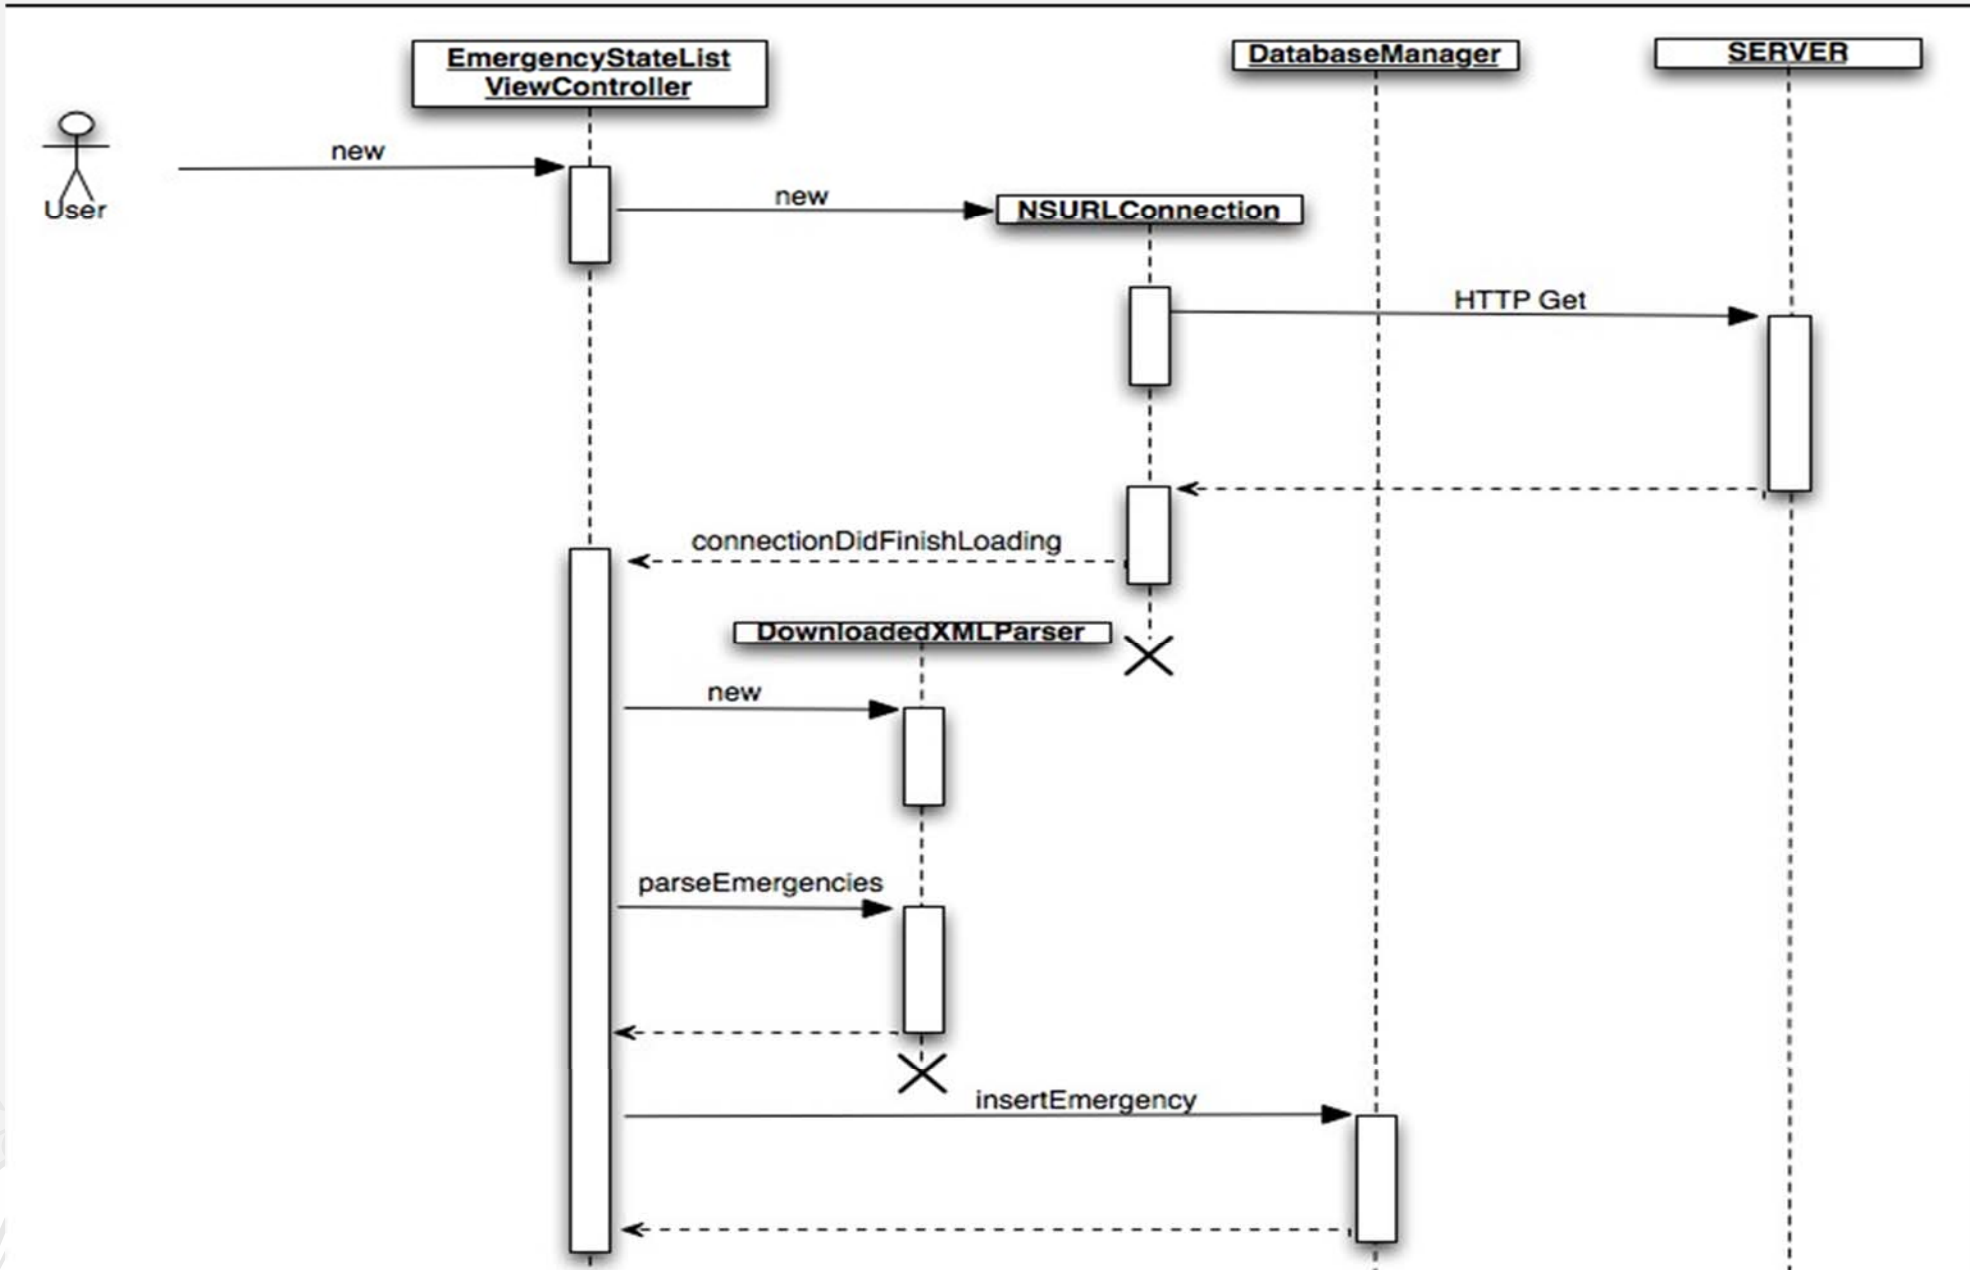 EmergencyStateList
ViewController
DatabaseManager
SERVER
User
new
new
NSURLConnection
HTTP Get
connectionDidFinishLoading
DownloadedXMLParser
new
parseEmergencies
insertEmergency